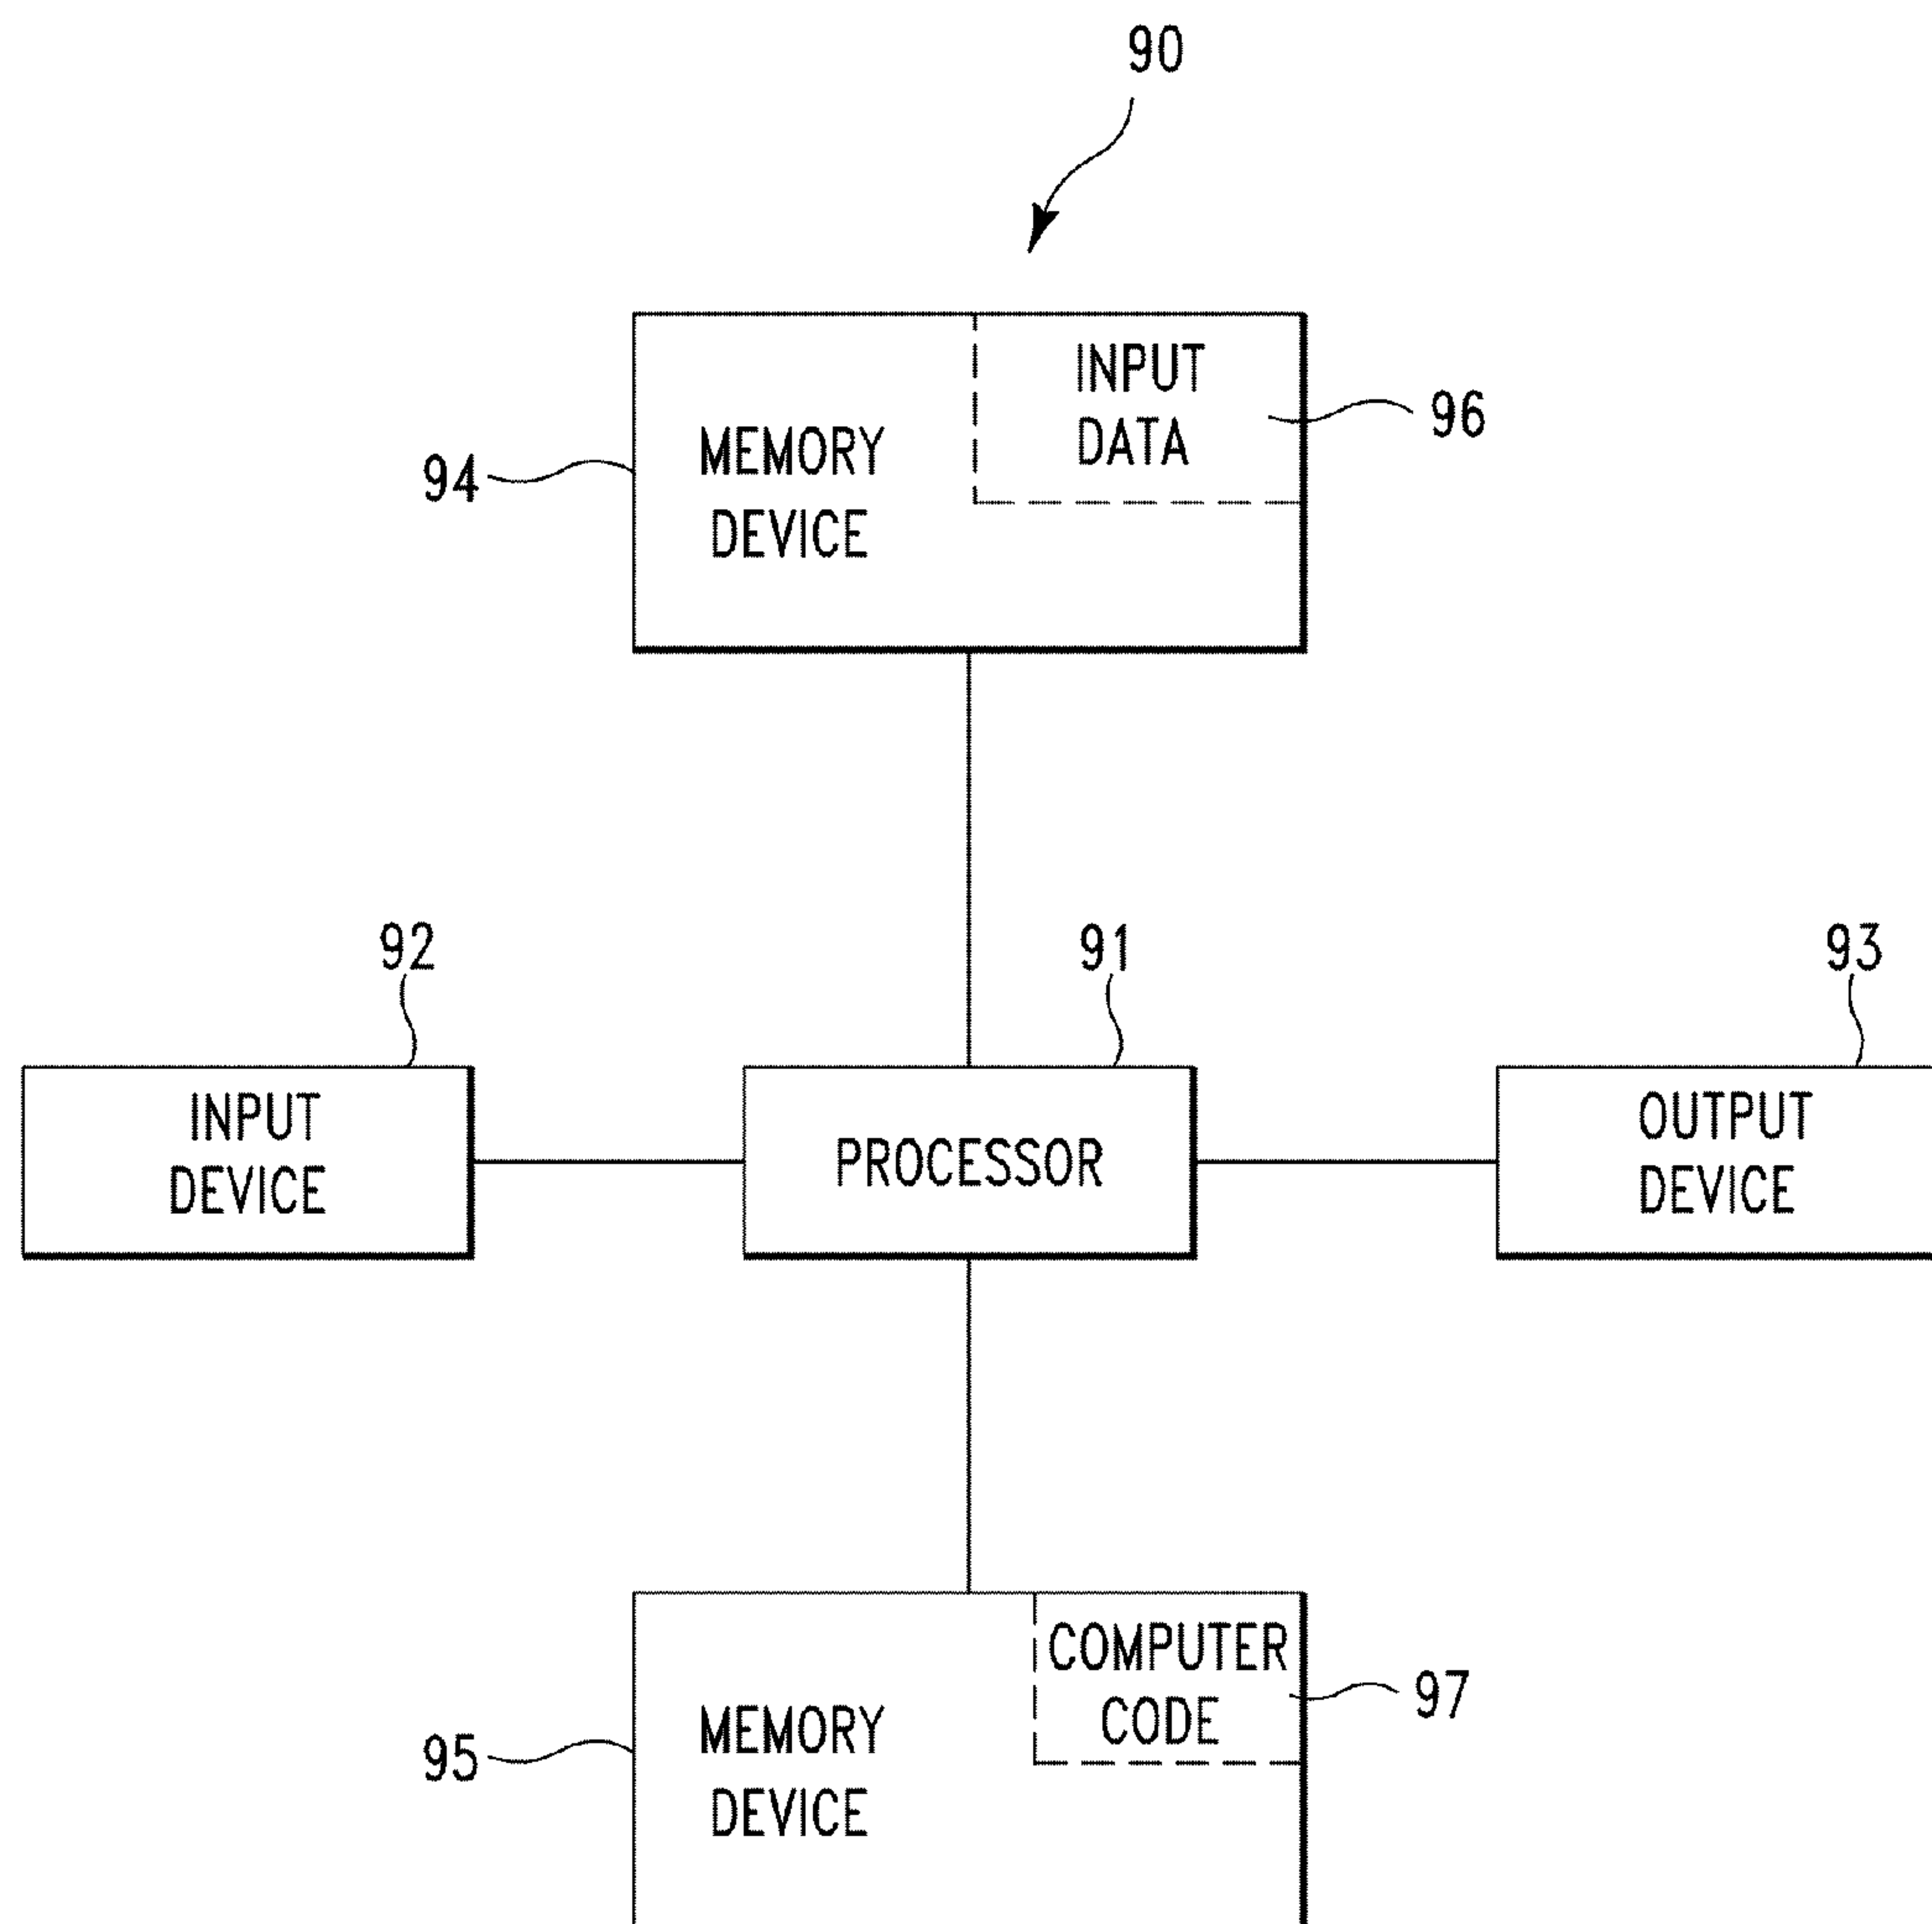 90
INPUT
DATA
96
MEMORY
DEVICE
94
92
91
93
INPUT
DEVICE
PROCESSOR
OUTPUT
DEVICE
COMPUTER
CODE
97
MEMORY
DEVICE
95